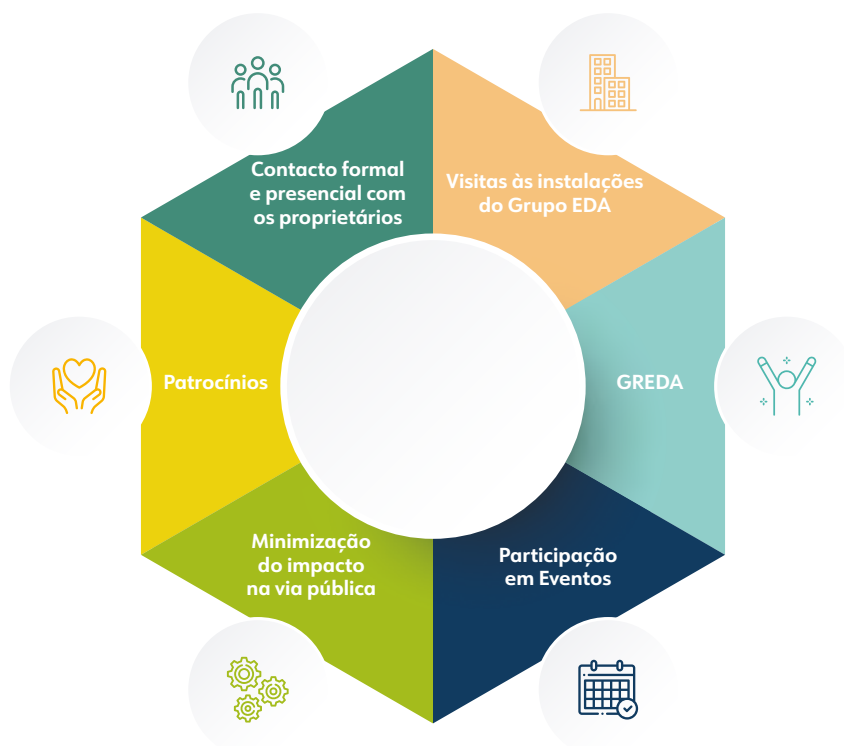 Contacto formal
e presencial com
os proprietários
Visitas às instalações
do Grupo EDA
Patrocínios
GREDA
Minimização
do impacto
na via pública
Participação
em Eventos